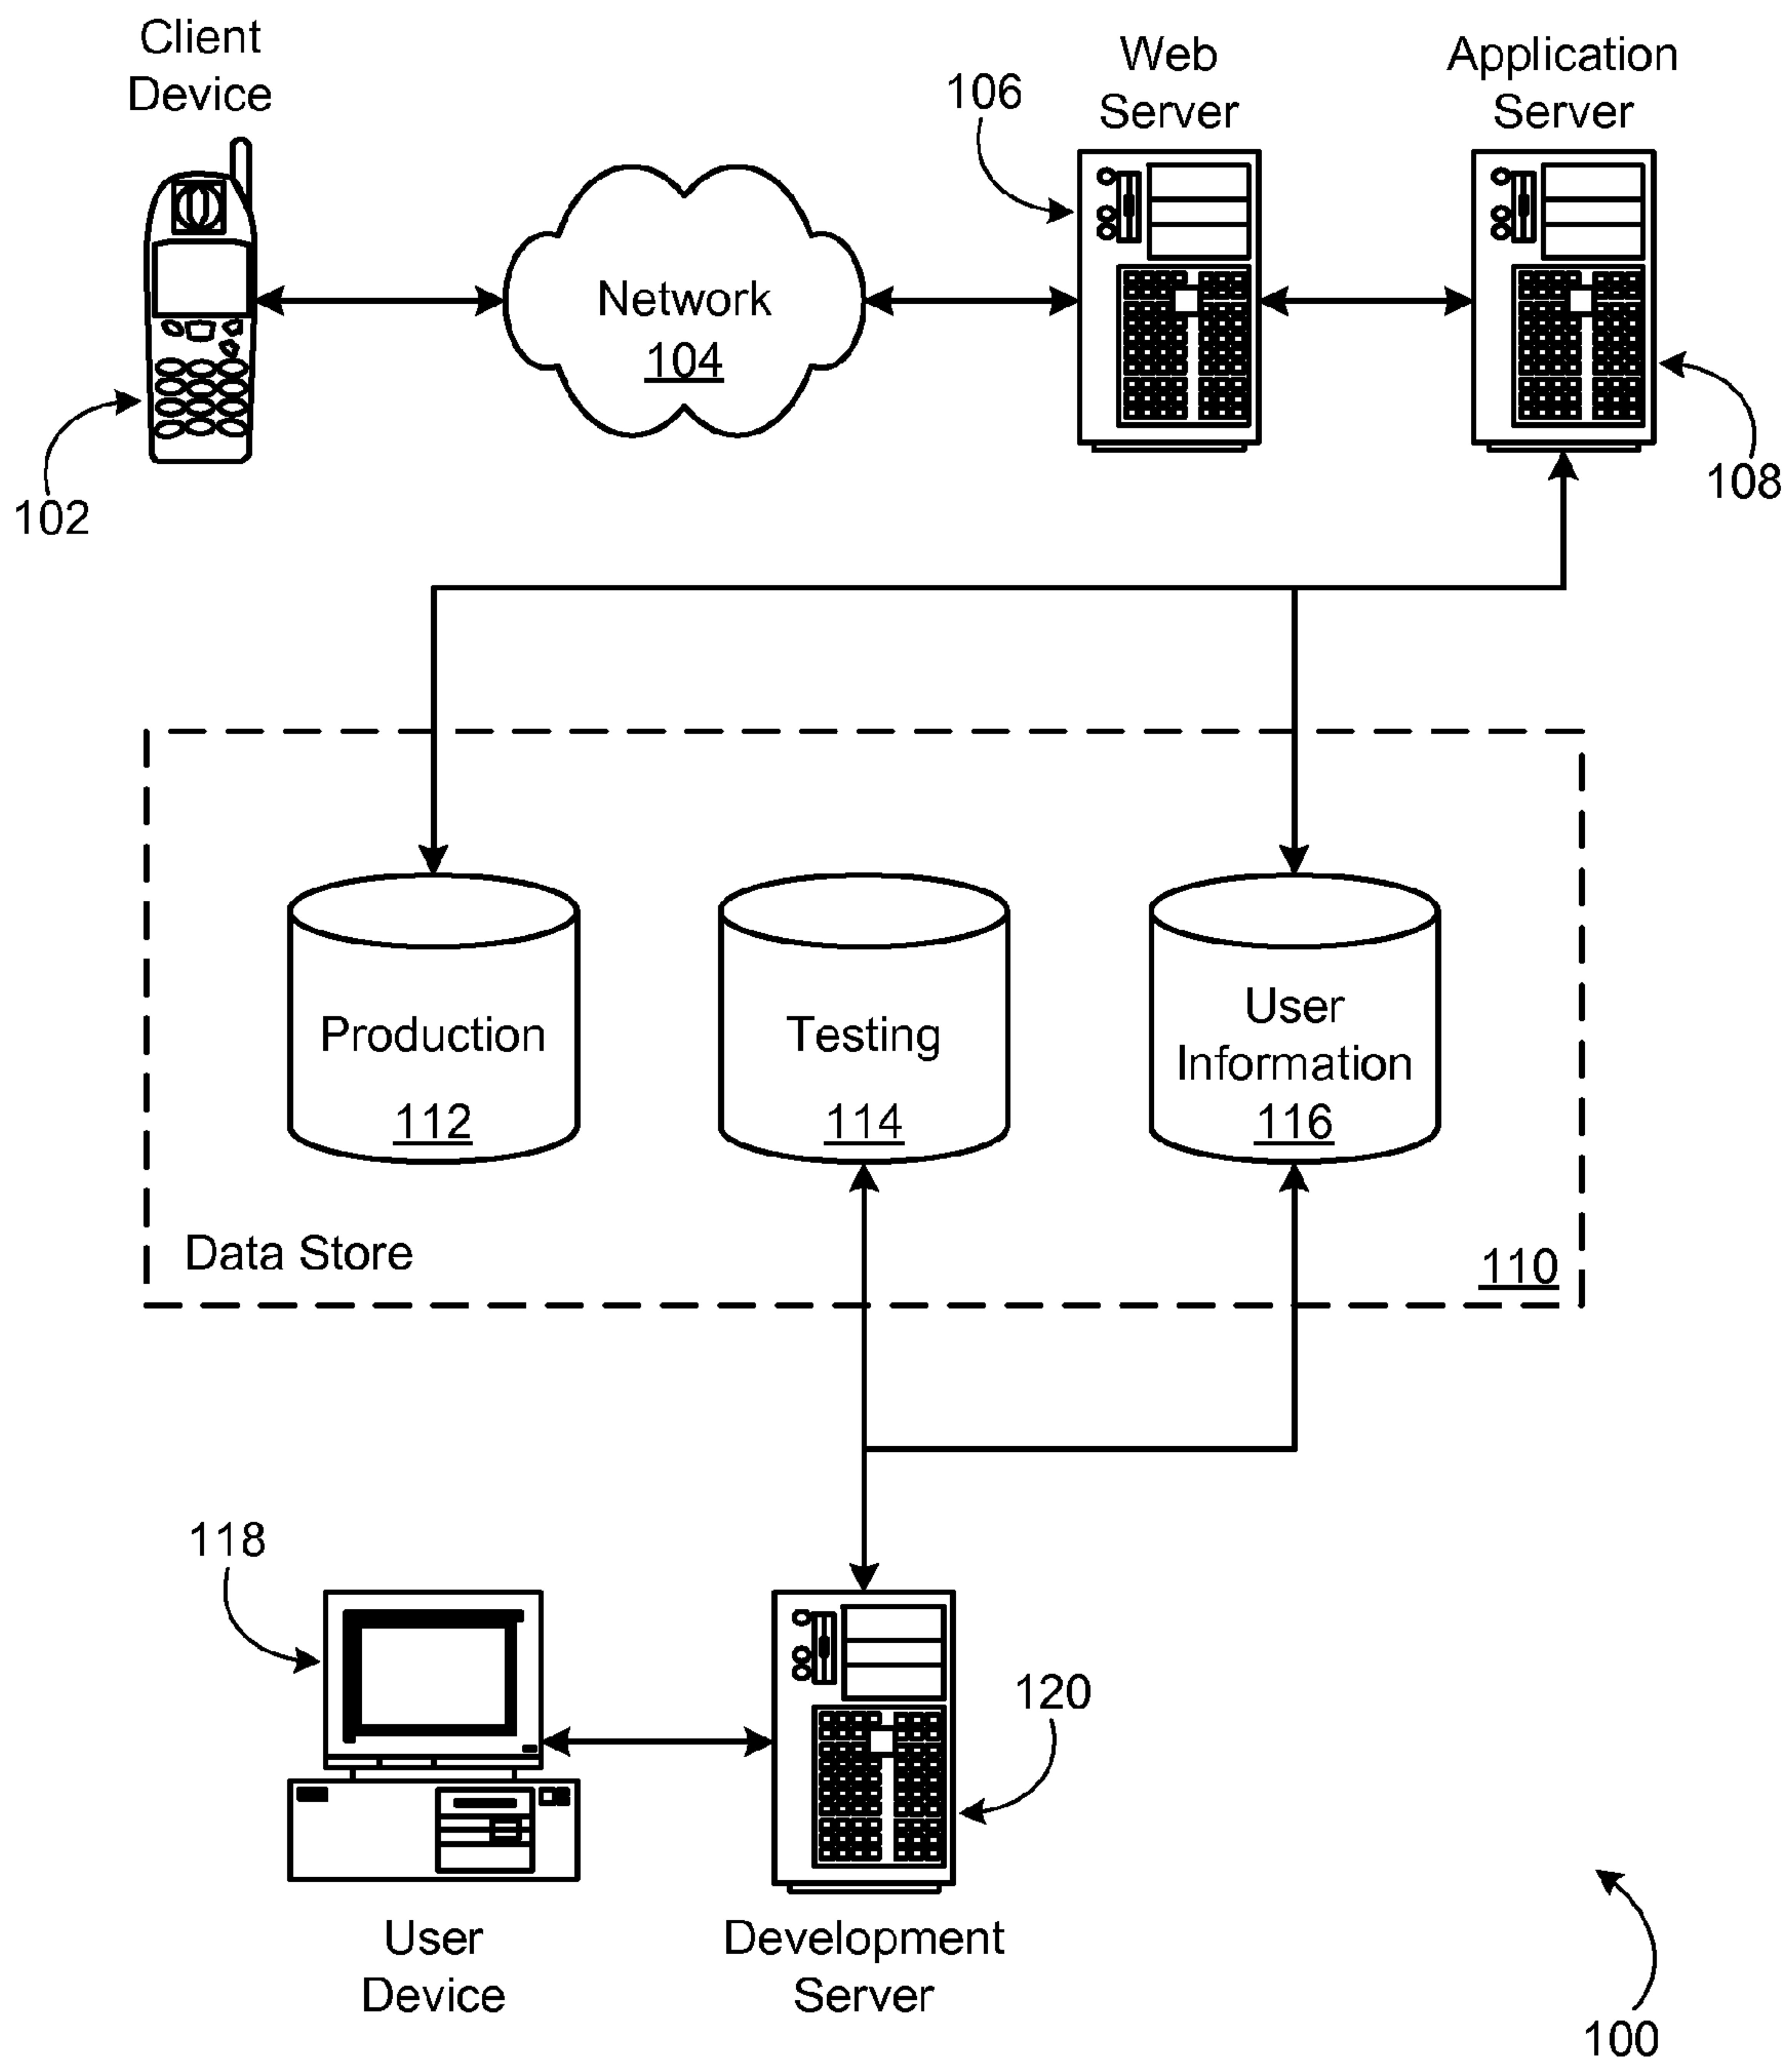 Client
Device
Web
Server
Application
Server
106
Network
104
102
108
Production
112
Testing
114
User
Information
116
Data Store
110
118
120
User
Device
Development
Server
100